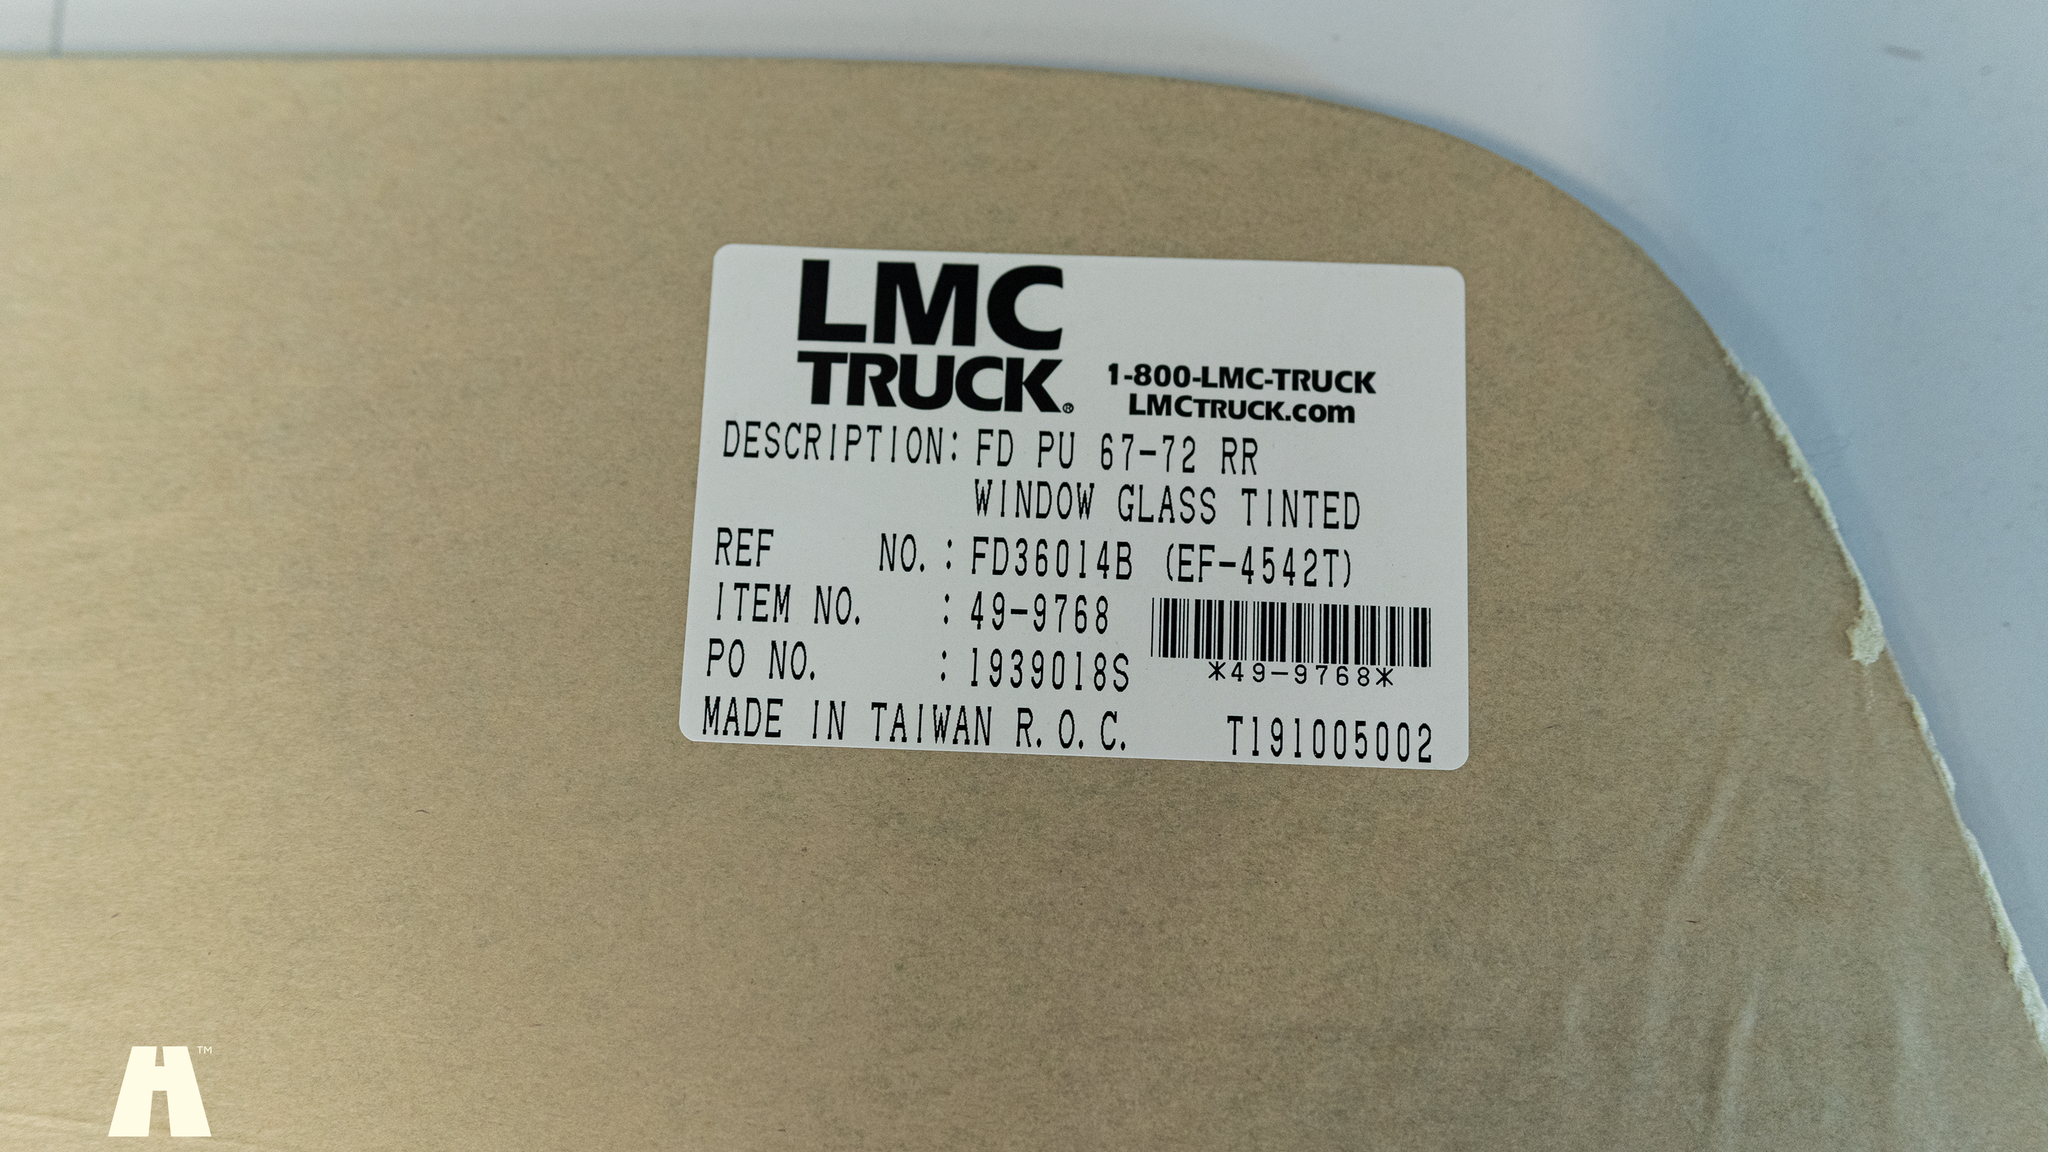 LMC
TRUCK®
1-800-LMC-TRUCK
LMCTRUCK.com
DESCRIPTION: FD PU 67-72 RR
WINDOW GLASS TINTED
REF NO. : FD36014B (EF-4542T)
ITEM NO. : 49-9768
*49-9768*
PO NO. : 1939018S
MADE IN TAIWAN R.O.C. T191005002
H™